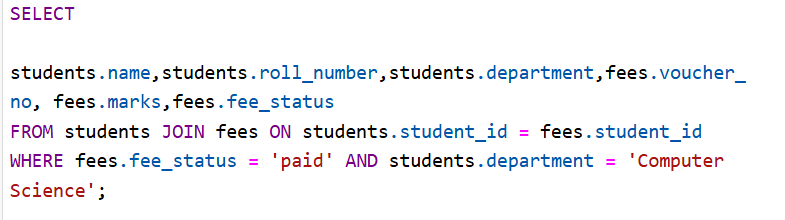 SELECT
students.name,students.roll_number,students.department,fees.voucher_
no, fees.marks,fees.fee_status
FROM students JOIN fees ON students.student_id = fees.student_id
WHERE fees.fee_status = 'paid' AND students.department = 'Computer
Science';